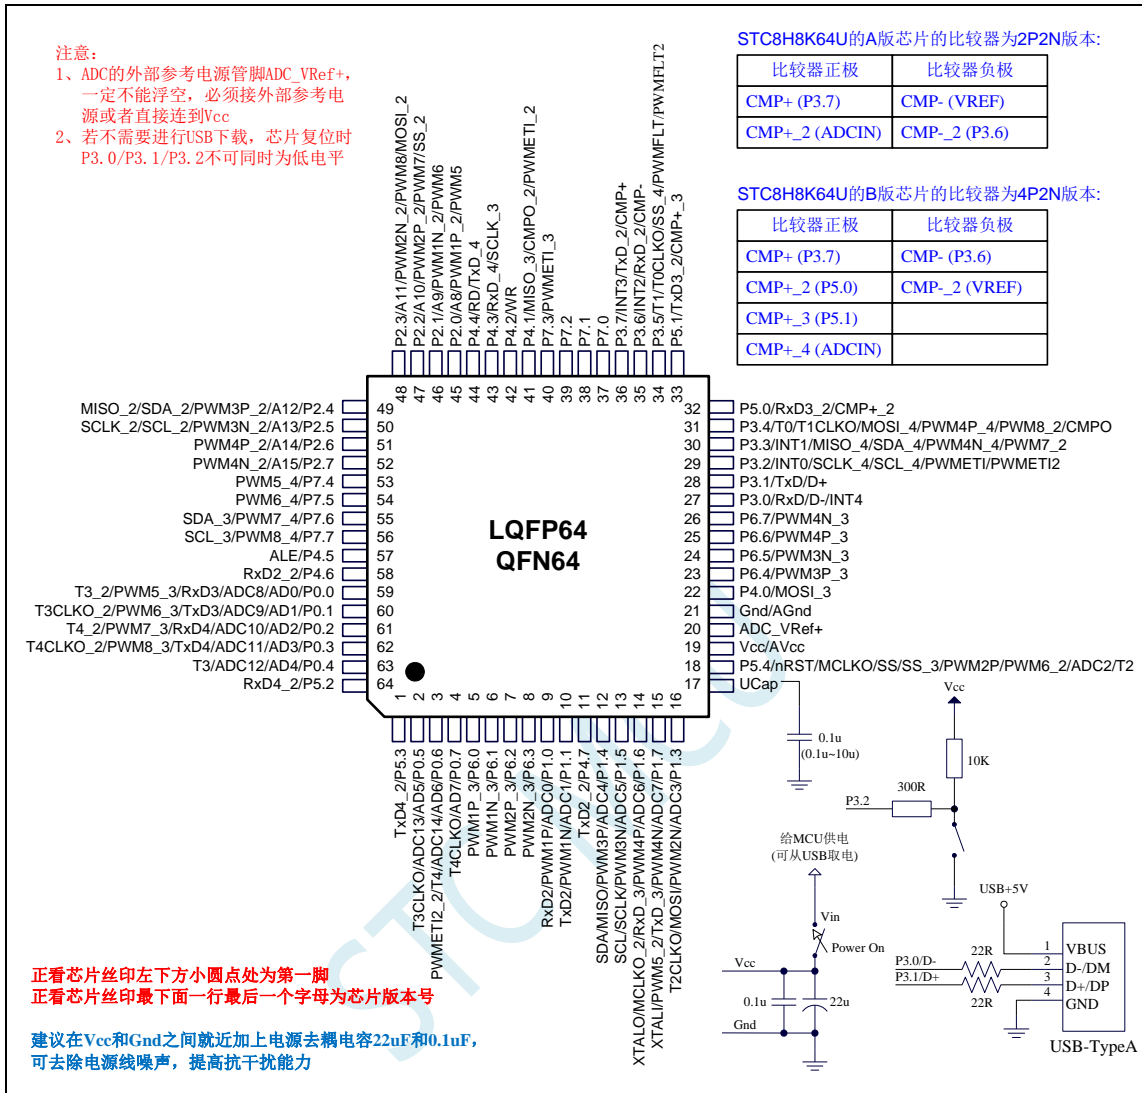 注意:
1、ADC的外部参考电源管脚ADC_VRef+,
一定不能浮空, 必须接外部参考电
源或者直接连到Vcc
2、若不需要进行USB下载, 芯片复位时
P3.0/P3.1/P3.2不可同时为低电平
STC8H8K64U的A版芯片的比较器为2P2N版本:
比较器正极 比较器负极
CMP+ (P3.7) CMP- (VREF)
CMP+_2 (ADCIN) CMP-_2 (P3.6)
STC8H8K64U的B版芯片的比较器为4P2N版本:
比较器正极 比较器负极
CMP+ (P3.7) CMP- (P3.6)
CMP+_2 (P5.0) CMP-_2 (VREF)
CMP+_3 (P5.1)
CMP+_4 (ADCIN)
P2.3/A11/PWM2N_2/PWM8/MOSI_2
P2.2/A10/PWM2P_2/PWM7/SS_2
P2.1/A9/PWM1N_2/PWM6
P2.0/A8/PWM1P_2/PWM5
P4.4/RD/TxD_4
P4.3/RxD_4/SCLK_3
P4.2/WR
P4.1/MISO_3/CMPO_2/PWMETI_2
P7.3/PWMETI_3
P7.2
P7.1
P7.0
P3.7/INT3/TxD_2/CMP+
P3.6/INT2/RxD_2/CMP-
P3.5/T1/T0CLKO/SS_4/PWMFLT/PWMFLT2
P5.1/TxD3_2/CMP+_3
48 47 46 45 44 43 42 41 40 39 38 37 36 35 34 33
MISO_2/SDA_2/PWM3P_2/A12/P2.4 49
SCLK_2/SCL_2/PWM3N_2/A13/P2.5 50
PWM4P_2/A14/P2.6 51
PWM4N_2/A15/P2.7 52
PWM5_4/P7.4 53
PWM6_4/P7.5 54
SDA_3/PWM7_4/P7.6 55
SCL_3/PWM8_4/P7.7 56
ALE/P4.5 57
RxD2_2/P4.6 58
T3_2/PWM5_3/RxD3/ADC8/AD0/P0.0 59
T3CLKO_2/PWM6_3/TxD3/ADC9/AD1/P0.1 60
T4_2/PWM7_3/RxD4/ADC10/AD2/P0.2 61
T4CLKO_2/PWM8_3/TxD4/ADC11/AD3/P0.3 62
T3/ADC12/AD4/P0.4 63
RxD4_2/P5.2 64
LQFP64
QFN64
32 P5.0/RxD3_2/CMP+_2
31 P3.4/T0/T1CLKO/MOSI_4/PWM4P_4/PWM8_2/CMPO
30 P3.3/INT1/MISO_4/SDA_4/PWM4N_4/PWM7_2
29 P3.2/INT0/SCLK_4/SCL_4/PWMETI/PWMETI2
28 P3.1/TxD/D+
27 P3.0/RxD/D-/INT4
26 P6.7/PWM4N_3
25 P6.6/PWM4P_3
24 P6.5/PWM3N_3
23 P6.4/PWM3P_3
22 P4.0/MOSI_3
21 Gnd/AGnd
20 ADC_VRef+
19 Vcc/AVcc
18 P5.4/nRST/MCLKO/SS/SS_3/PWM2P/PWM6_2/ADC2/T2
17 UCap
1 2 3 4 5 6 7 8 9 10 11 12 13 14 15 16
TxD4_2/P5.3
T3CLKO/ADC13/AD5/P0.5
PWMETI2_2/T4/ADC14/AD6/P0.6
T4CLKO/AD7/P0.7
PWM1P_3/P6.0
PWM1N_3/P6.1
PWM2P_3/P6.2
PWM2N_3/P6.3
RxD2/PWM1P/ADC0/P1.0
TxD2/PWM1N/ADC1/P1.1
TxD2_2/P4.7
SDA/MISO/PWM3P/ADC4/P1.4
SCL/SCLK/PWM3N/ADC5/P1.5
XTALO/MCLKO_2/RxD_3/PWM4P/ADC6/P1.6
XTALI/PWM5_2/TxD_3/PWM4N/ADC7/P1.7
T2CLKO/MOSI/PWM2N/ADC3/P1.3
0.1u
(0.1u~10u)
Vcc
10K
300R
P3.2
给MCU供电
(可从USB取电)
Vin
Power On
Vcc
0.1u 22u
Gnd
USB+5V
P3.0/D- 22R
P3.1/D+ 22R
1 VBUS
2 D-/DM
3 D+/DP
4 GND
USB-TypeA
正看芯片丝印左下方小圆点处为第一脚
正看芯片丝印最下面一行最后一个字母为芯片版本号
建议在Vcc和Gnd之间就近加上电源去耦电容22uF和0.1uF,
可去除电源线噪声, 提高抗干扰能力
STCMCU